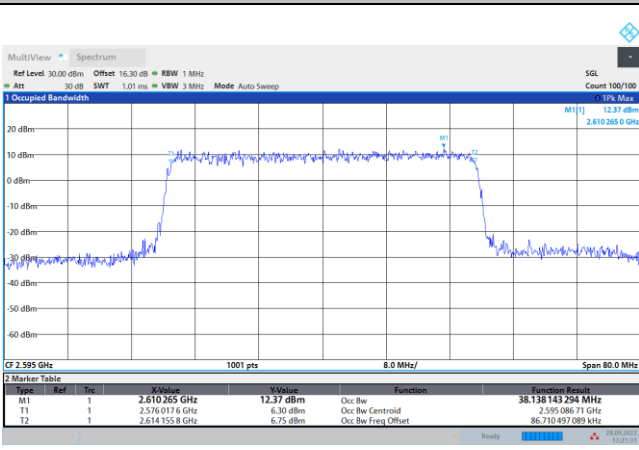 MultiView Spectrum
Ref Level 30.00 dBm Offset 16.30 dB RBW 1 MHz SGL
Att 30 dB SWT 1.01 ms VBW 3 MHz Mode Auto Sweep Count 100/100
1 Occupied Bandwidth 1Pk Max
M1[1] 12.37 dBm
2.610 265 0 GHz
20 dBm
M1
10 dBm T1 T2
0 dBm
-10 dBm
-20 dBm
-30 dBm
-40 dBm
-50 dBm
-60 dBm
CF 2.595 GHz 1001 pts 8.0 MHz/ Span 80.0 MHz
2 Marker Table
Type Ref Trc X-Value Y-Value Function Function Result
M1 1 2.610 265 GHz 12.37 dBm Occ Bw 38.138 143 294 MHz
T1 1 2.576 017 6 GHz 6.30 dBm Occ Bw Centroid 2.595 086 71 GHz
T2 1 2.614 155 8 GHz 6.75 dBm Occ Bw Freq Offset 86.710 497 089 kHz
Ready 28.09.2022
17:21:31